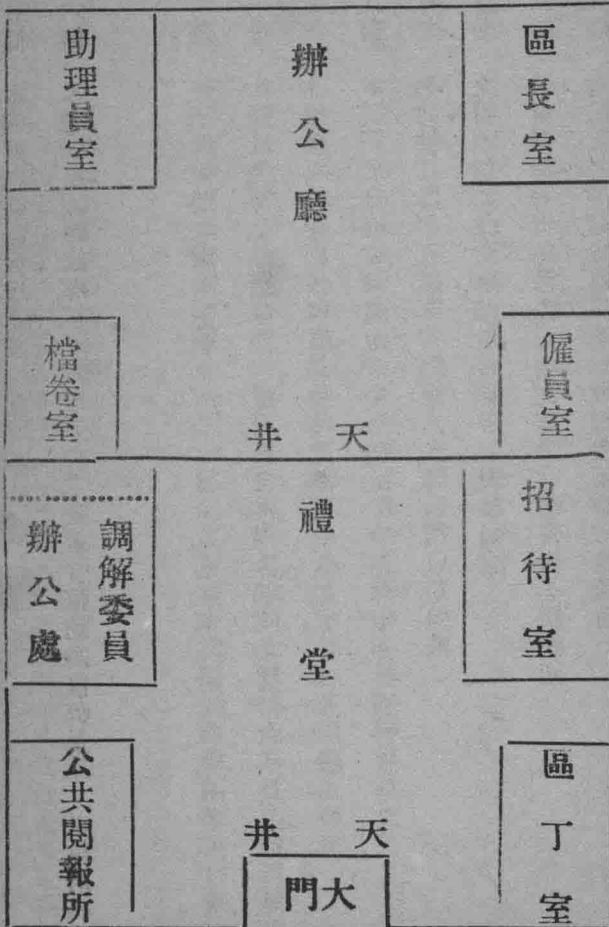 區長室
辦公廳
助理員室
僱員室
天井
檔卷室
招待室
禮堂
調解委員
辦公處
區丁室
天井
大門
公共閱報所